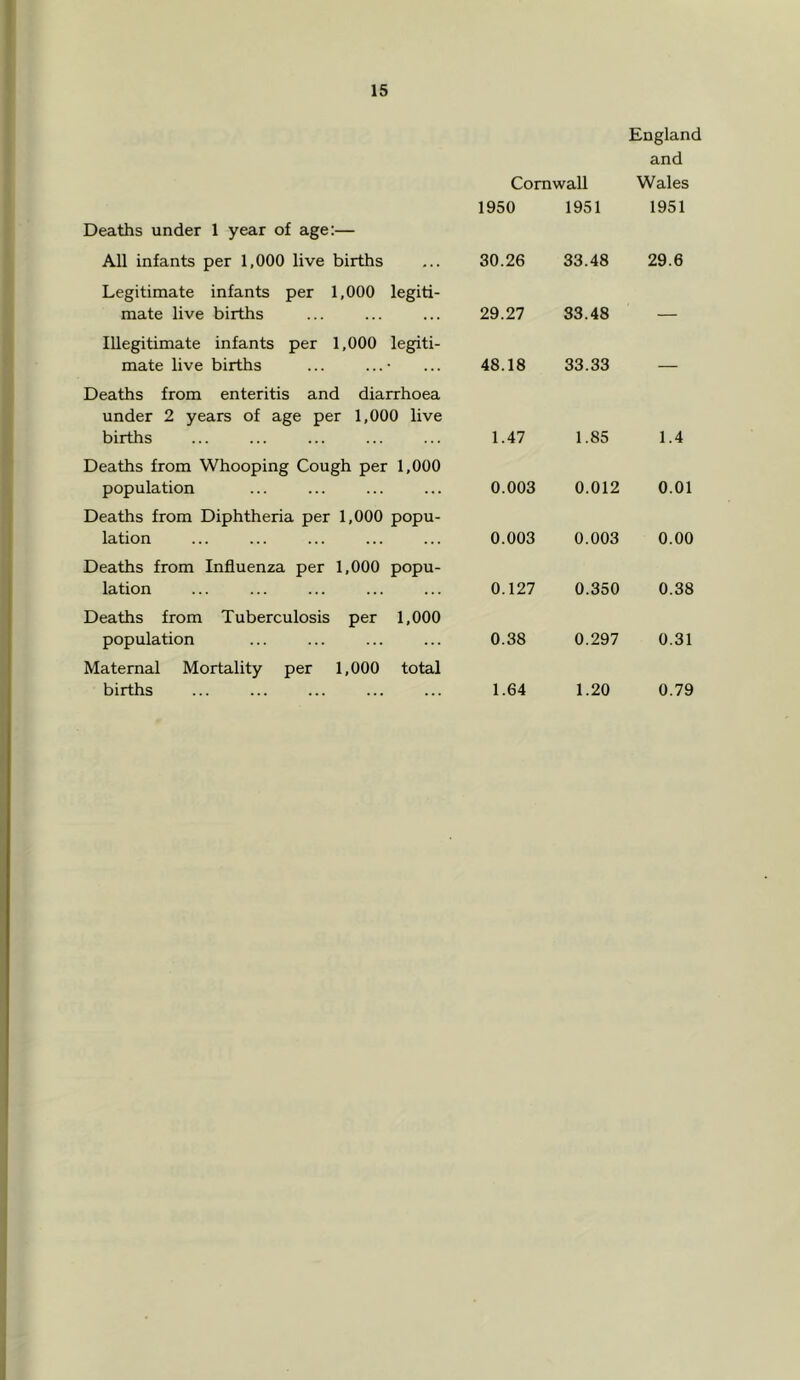 15
England
and
Cornwall Wales
1950 1951 1951
Deaths under 1 year of age:—
All infants per 1,000 live births ... 30.26 33.48 29.6
Legitimate infants per 1,000 legiti-
mate live births ... ... ... 29.27 33.48 —
Illegitimate infants per 1,000 legiti-
mate live births ... ... ... 48.18 33.33 —
Deaths from enteritis and diarrhoea
under 2 years of age per 1,000 live
births ... ... ... ... ... 1.47 1.85 1.4
Deaths from Whooping Cough per 1,000
population ... ... ... ... 0.003 0.012 0.01
Deaths from Diphtheria per 1,000 popu-
lation ... ... ... ... ... 0.003 0.003 0.00
Deaths from Influenza per 1,000 popu-
lation ... ... ... ... ... 0.127 0.350 0.38
Deaths from Tuberculosis per 1,000
population ... ... ... ... 0.38 0.297 0.31
Maternal Mortality per 1,000 total
births ... ... ... ... ... 1.64 1.20 0.79